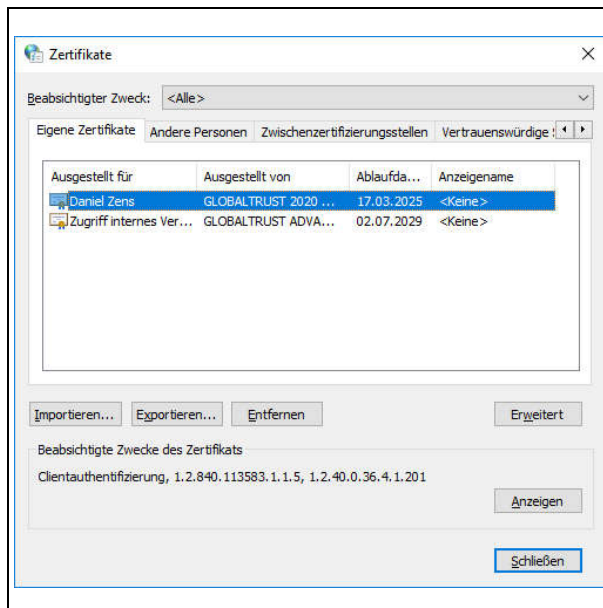 Zertifikate
Beabsichtigter Zweck: <Alle>
Eigene Zertifikate Andere Personen Zwischenzertifizierungsstellen Vertrauenswürdige
Ausgestellt für Ausgestellt von Ablaufda... Anzeigename
Daniel Zens GLOBALTRUST 2020 ... 17.03.2025 <Keine>
Zugriff internes Ver... GLOBALTRUST ADVA... 02.07.2029 <Keine>
Importieren... Exportieren... Entfernen Erweitert
Beabsichtigte Zwecke des Zertifikats
Clientauthentifizierung, 1.2.840.113583.1.1.5, 1.2.40.0.36.4.1.201
Anzeigen
Schließen